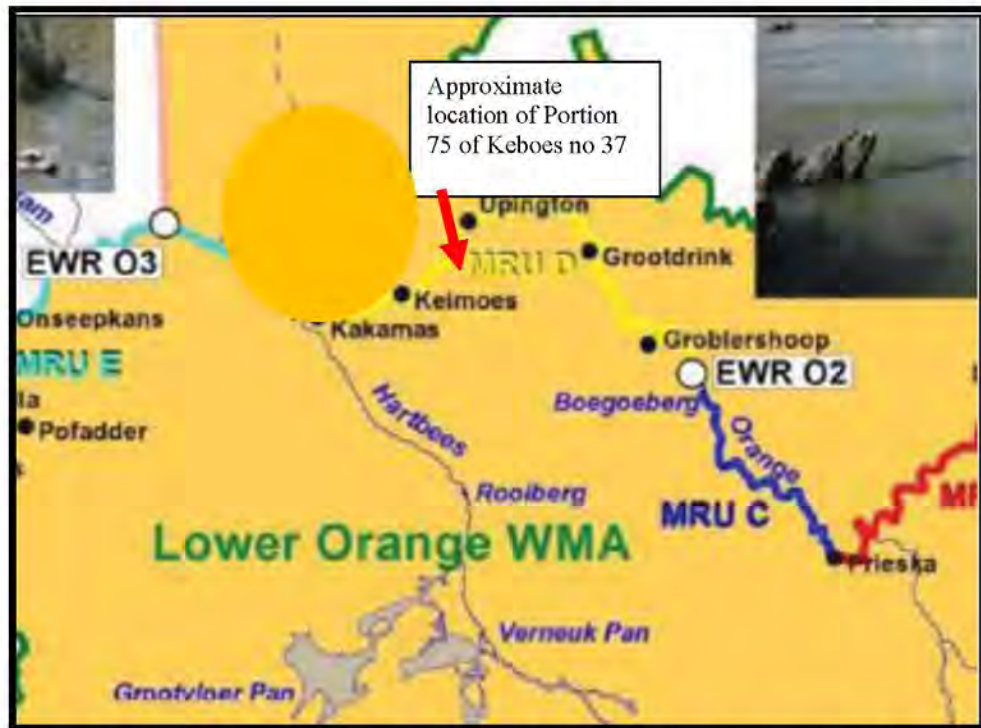 Approximate
location of Portion
75 of Keboes no 37
Upington
MRU D
Grootdrink
EWR O3
Keimoes
Onseepkans
Kakamas
Groblershoop
MRU E
EWR O2
Boegoeberg
Pofadder
Hartbees
Orange
Rooiberg
MRU C
Lower Orange WMA
Prieska
Verneuk Pan
Grootvloer Pan